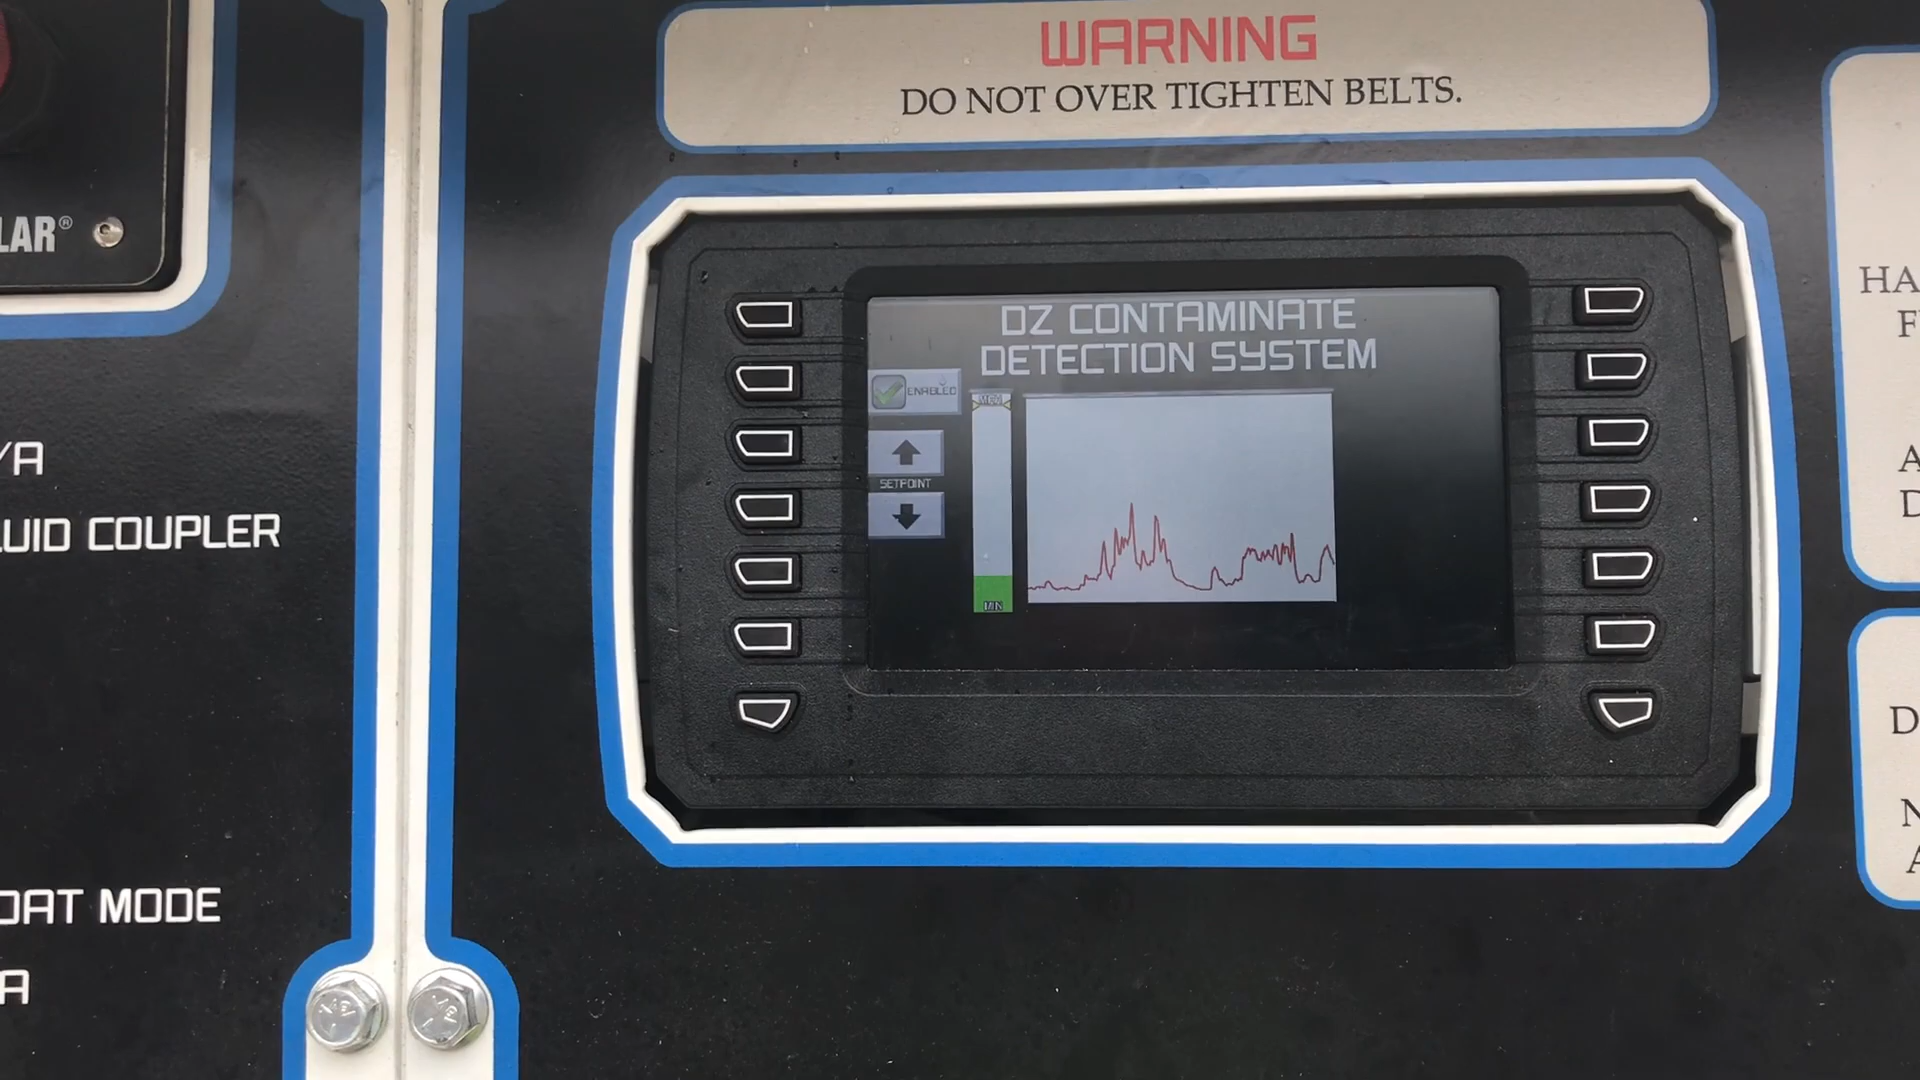 WARNING
DO NOT OVER TIGHTEN BELTS.
LAR®
/A
UID COUPLER
OAT MODE
A
DZ CONTAMINATE
DETECTION SYSTEM
ENABLED
SETPOINT
MIN
HA
F
A
D
D
N
A